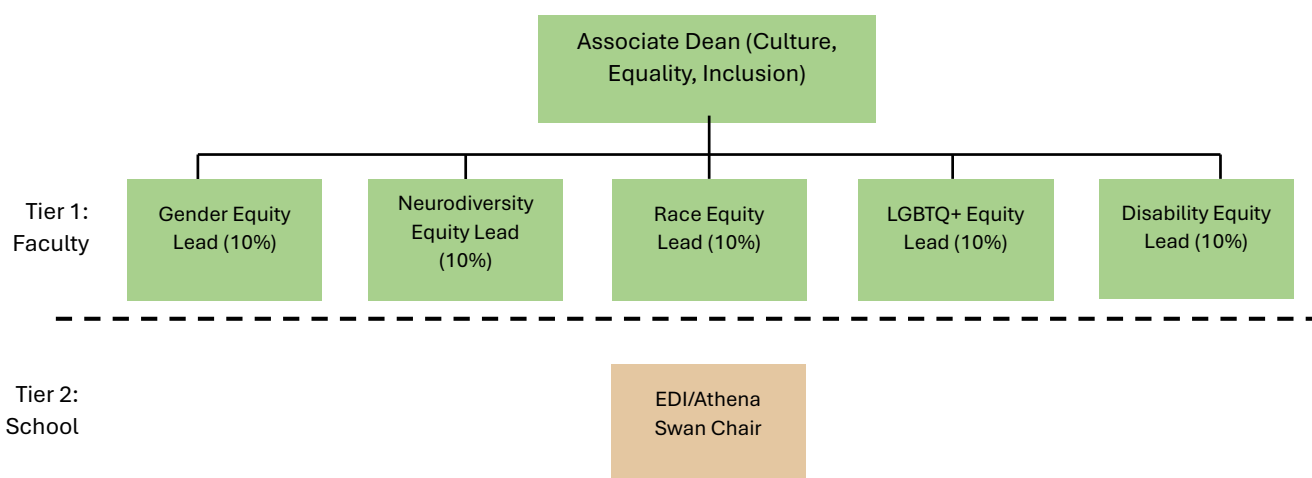 Associate Dean (Culture,
Equality, Inclusion)
Tier 1:
Faculty
Gender Equity
Lead (10%)
Neurodiversity
Equity Lead
(10%)
Race Equity
Lead (10%)
LGBTQ+ Equity
Lead (10%)
Disability Equity
Lead (10%)
Tier 2:
School
EDI/Athena
Swan Chair